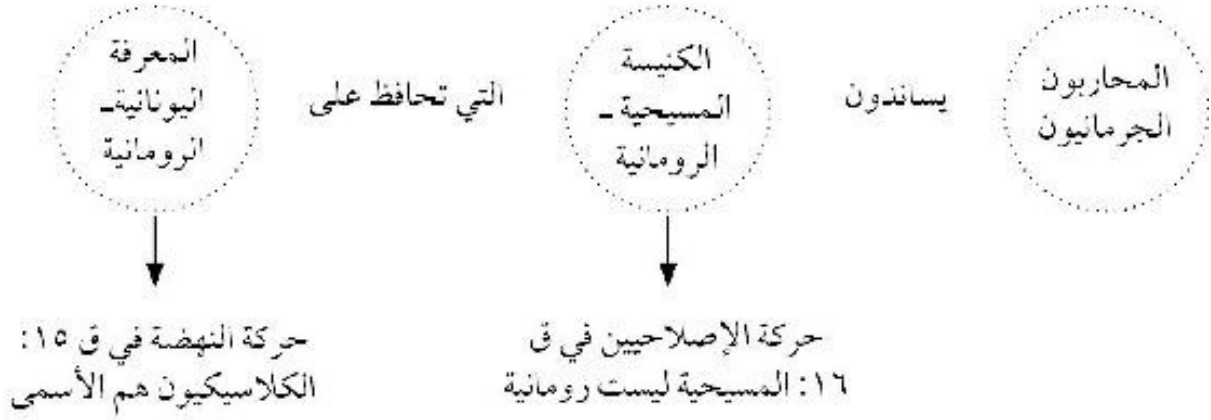 المحاربون
الجرمانيون
يساندون
الكنيسة
المسيحية ـ
الرومانية
التي تحافظ على
المعرفة
اليونانية ـ
الرومانية
حركة الإصلاحيين في ق
١٦: المسيحية ليست رومانية
حركة النهضة في ق ١٥:
الكلاسيكيون هم الأسمى